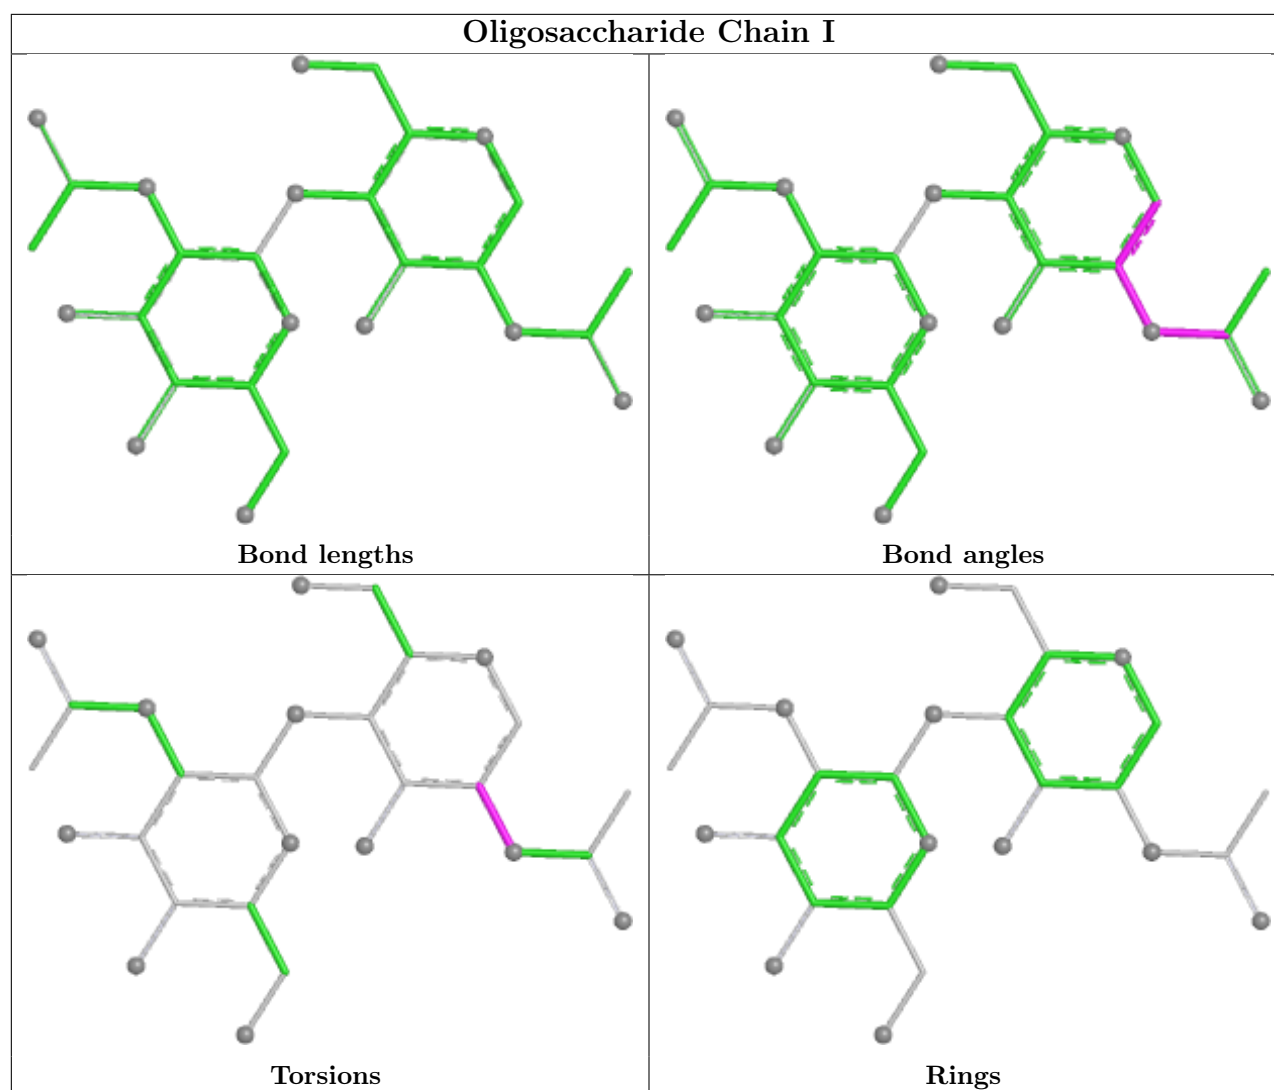 Oligosaccharide Chain I
Bond lengths
Bond angles
Torsions
Rings